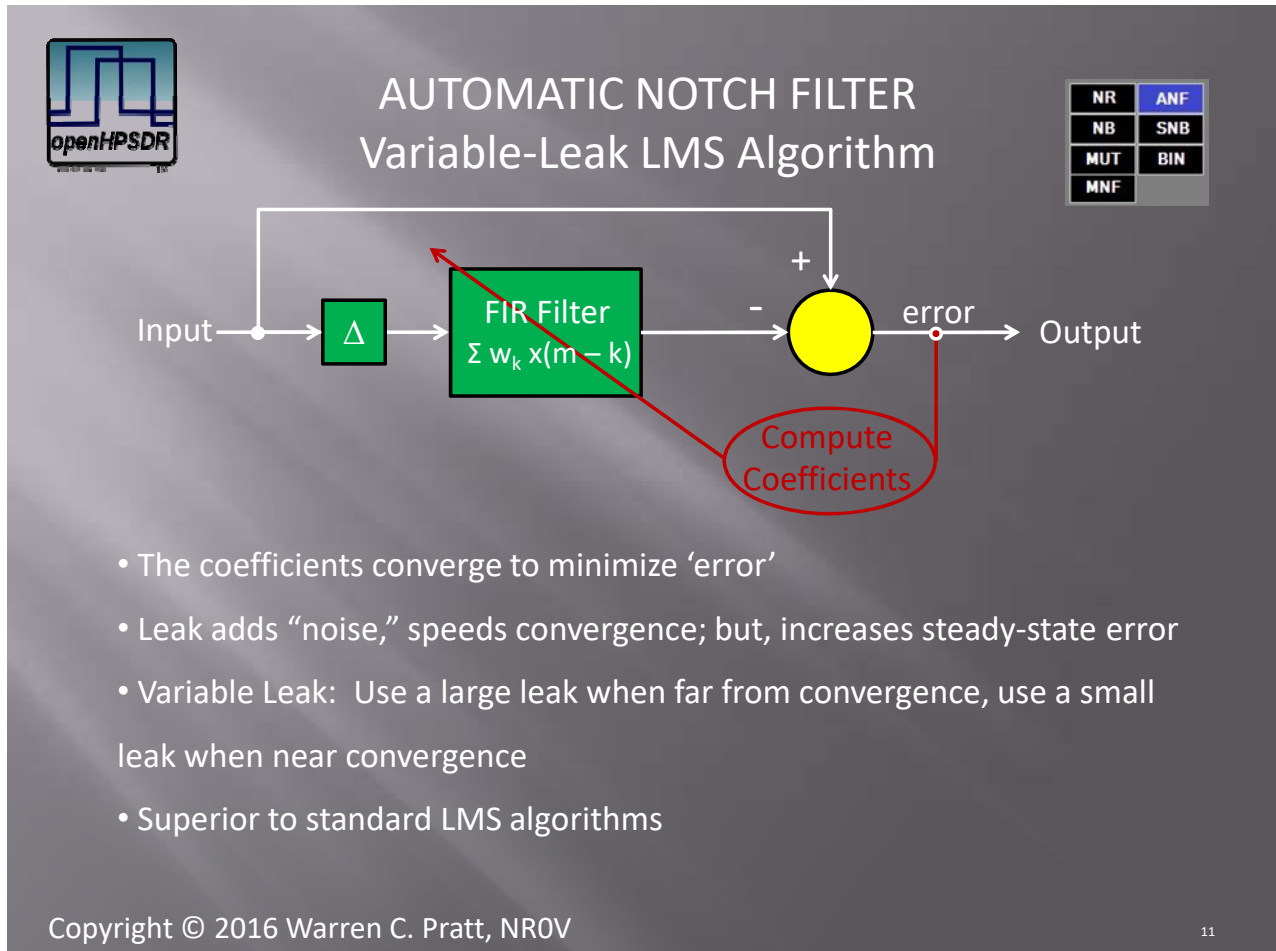 openHPSDR
AUTOMATIC NOTCH FILTER
Variable-Leak LMS Algorithm
NR ANF
NB SNB
MUT BIN
MNF
Input
Δ
FIR Filter
Σ wk x(m – k)
+
-
error
Output
Compute
Coefficients
• The coefficients converge to minimize ‘error’
• Leak adds “noise,” speeds convergence; but, increases steady-state error
• Variable Leak: Use a large leak when far from convergence, use a small
leak when near convergence
• Superior to standard LMS algorithms
Copyright © 2016 Warren C. Pratt, NR0V
11